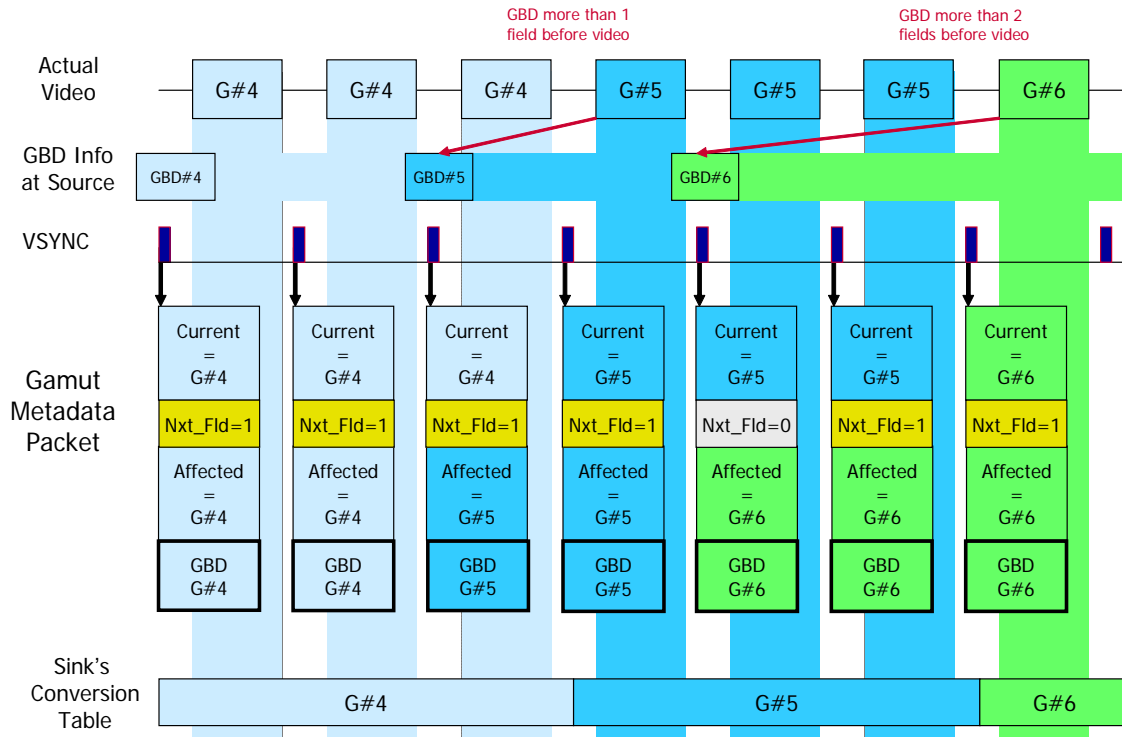 GBD more than 1
field before video
GBD more than 2
fields before video
Actual
Video
G#4
G#4
G#4
G#5
G#5
G#5
G#6
GBD Info
at Source
GBD#4
GBD#5
GBD#6
VSYNC
Gamut
Metadata
Packet
Current
=
G#4
Current
=
G#4
Current
=
G#4
Current
=
G#5
Current
=
G#5
Current
=
G#5
Current
=
G#6
Nxt_Fld=1
Nxt_Fld=1
Nxt_Fld=1
Nxt_Fld=1
Nxt_Fld=0
Nxt_Fld=1
Nxt_Fld=1
Affected
=
G#4
Affected
=
G#4
Affected
=
G#5
Affected
=
G#5
Affected
=
G#6
Affected
=
G#6
Affected
=
G#6
GBD
G#4
GBD
G#4
GBD
G#5
GBD
G#5
GBD
G#6
GBD
G#6
GBD
G#6
Sink's
Conversion
Table
G#4
G#5
G#6